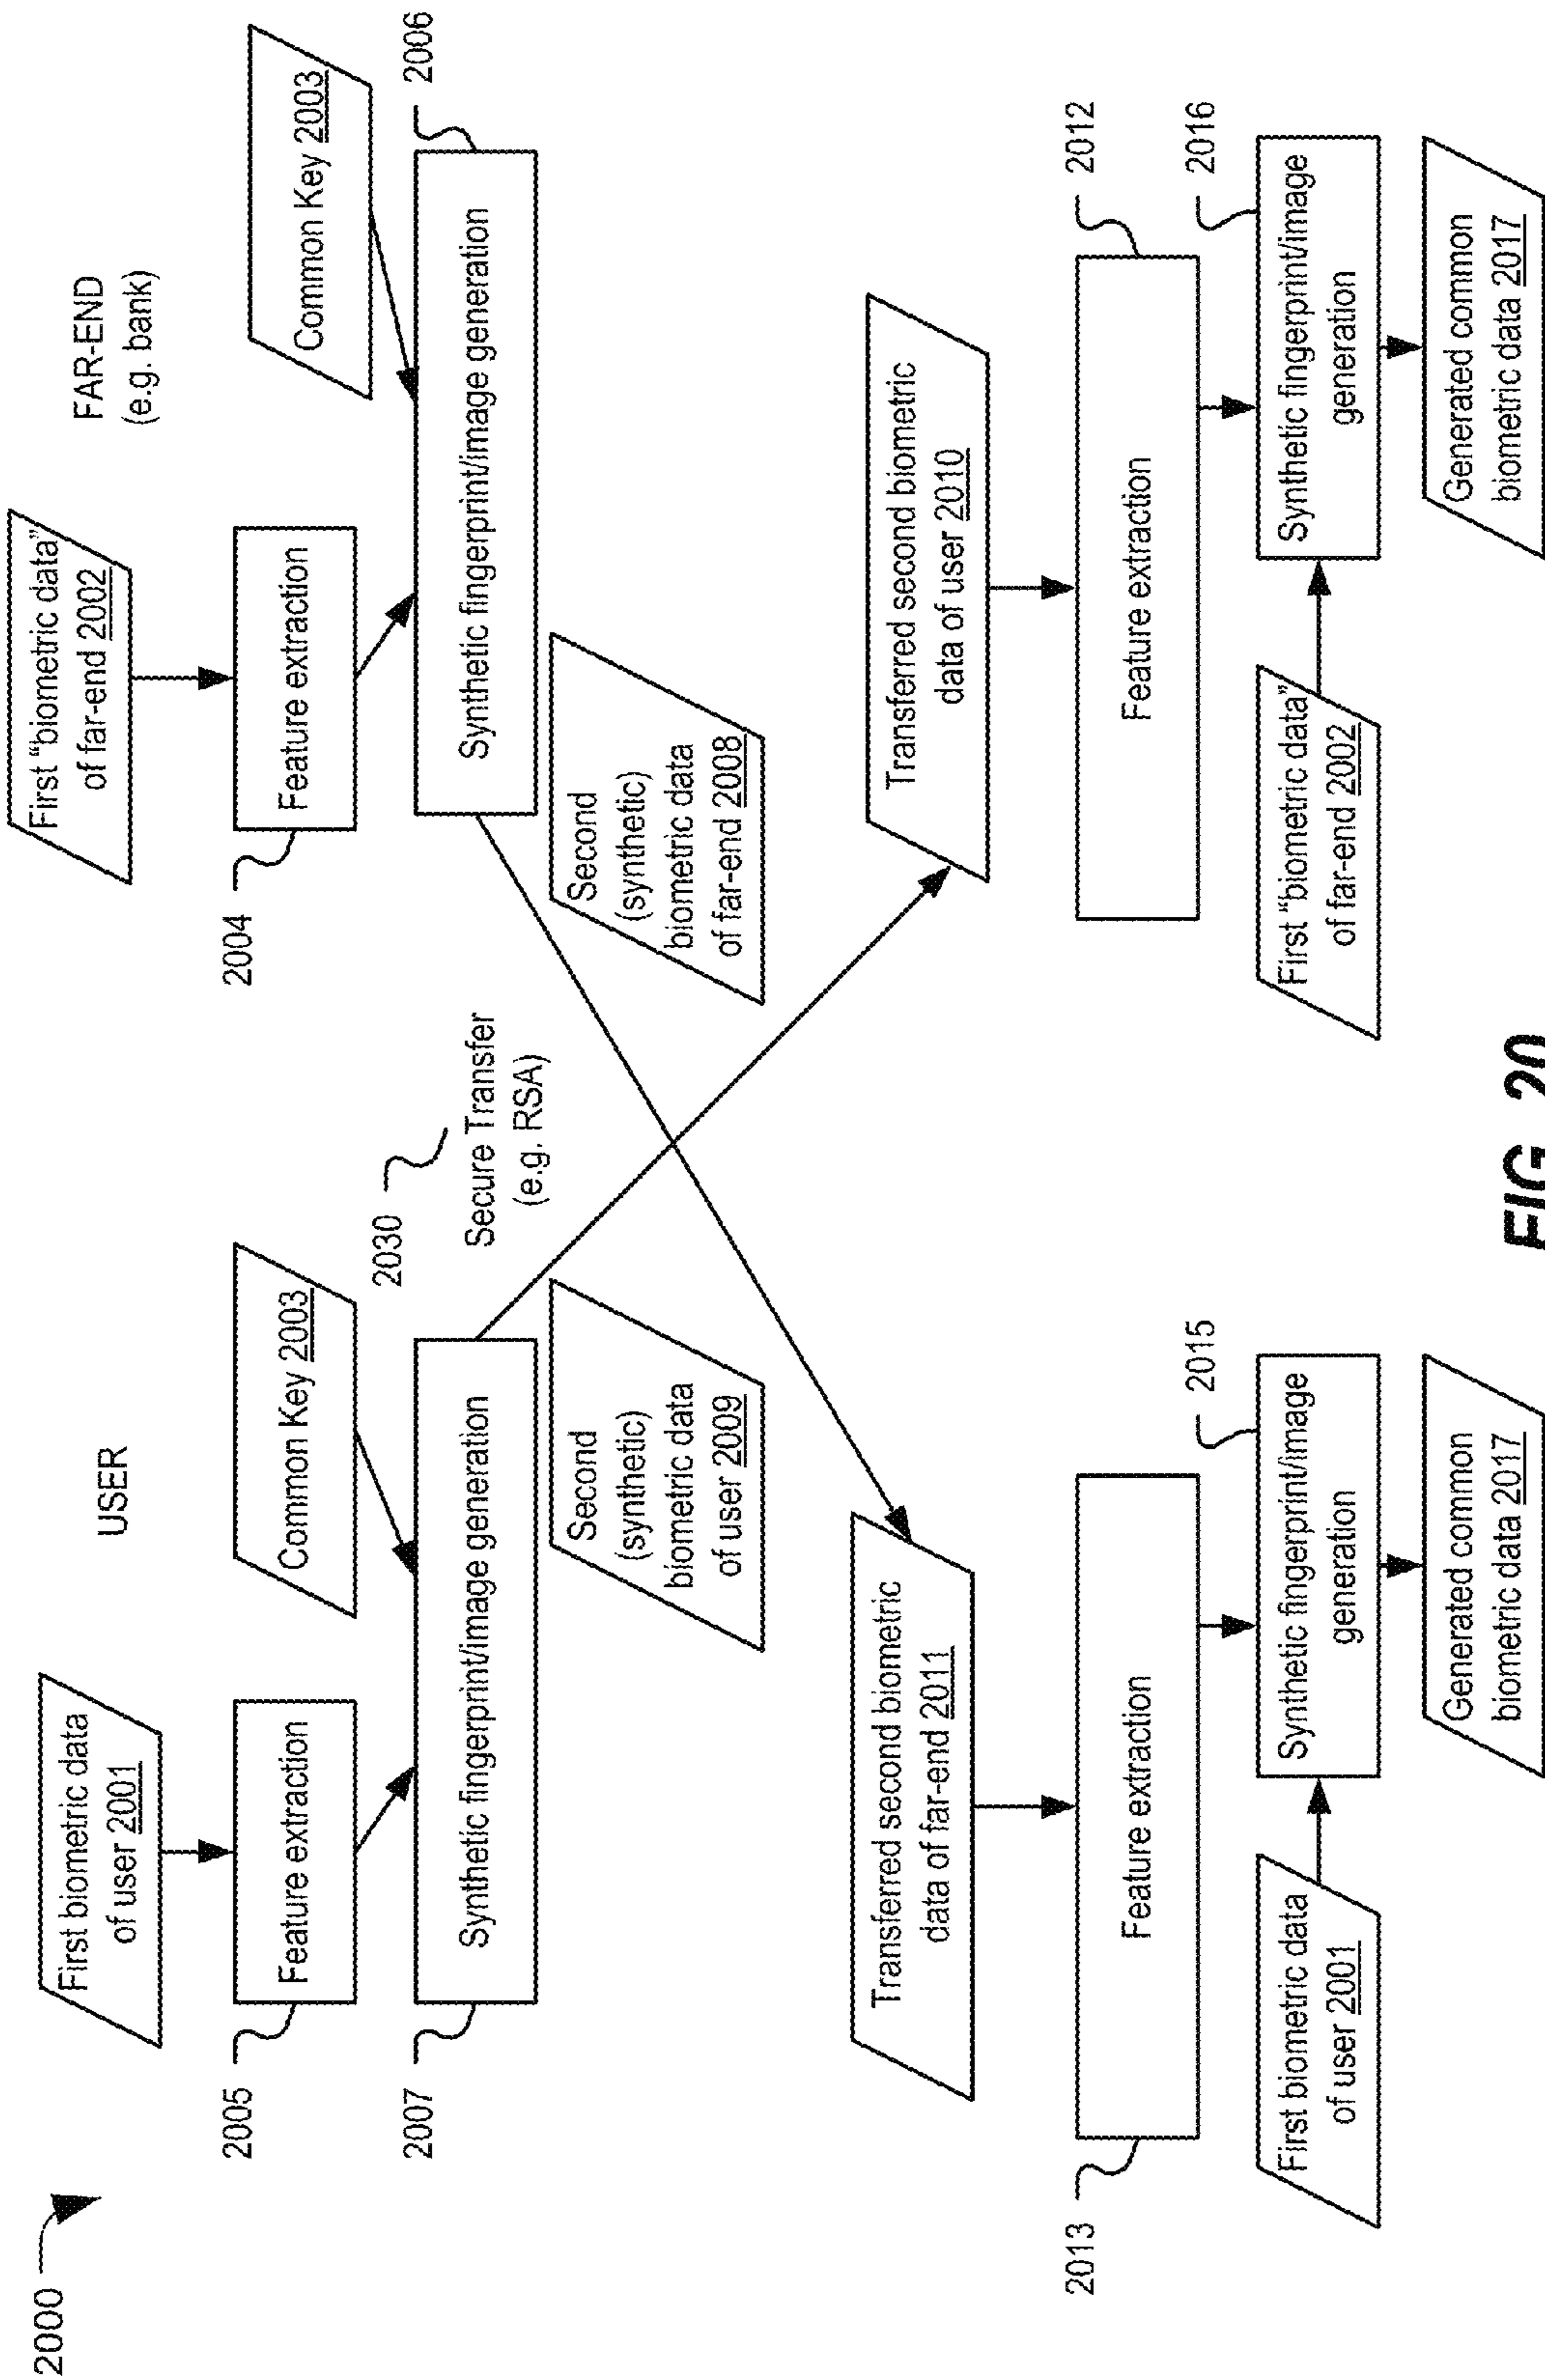 2000
USER
First biometric data
of user 2001
2005
Feature extraction
Common Key 2003
2007
Synthetic fingerprint/image generation
Second
(synthetic)
biometric data
of user 2009
2030
Secure Transfer
(e.g. RSA)
FAR-END
(e.g. bank)
First “biometric data”
of far-end 2002
2004
Feature extraction
Common Key 2003
2006
Synthetic fingerprint/image generation
Second
(synthetic)
biometric data
of far-end 2008
Transferred second biometric
data of far-end 2011
2013
Feature extraction
First biometric data
of user 2001
2015
Synthetic fingerprint/image
generation
Generated common
biometric data 2017
Transferred second biometric
data of user 2010
2012
Feature extraction
First “biometric data”
of far-end 2002
2016
Synthetic fingerprint/image
generation
Generated common
biometric data 2017
FIG. 20